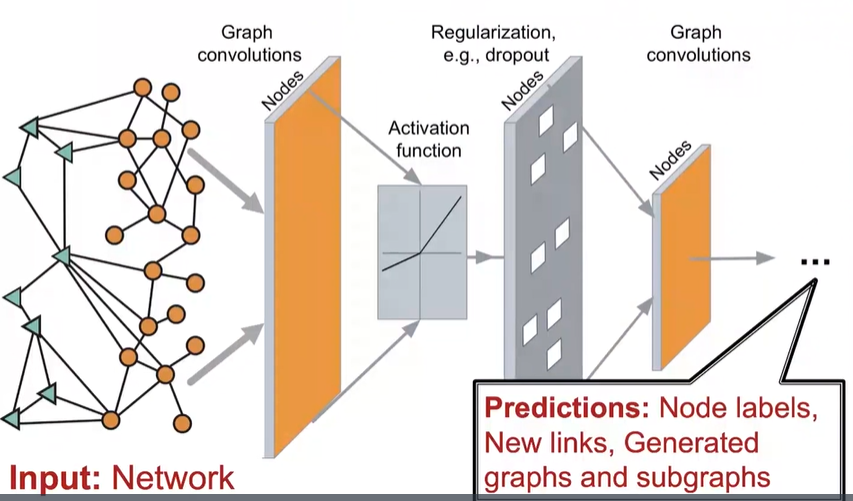 Graph
convolutions
Regularization,
e.g., dropout
Graph
convolutions
Nodes
Nodes
Activation
function
Nodes
...
Predictions: Node labels,
New links, Generated
graphs and subgraphs
Input: Network